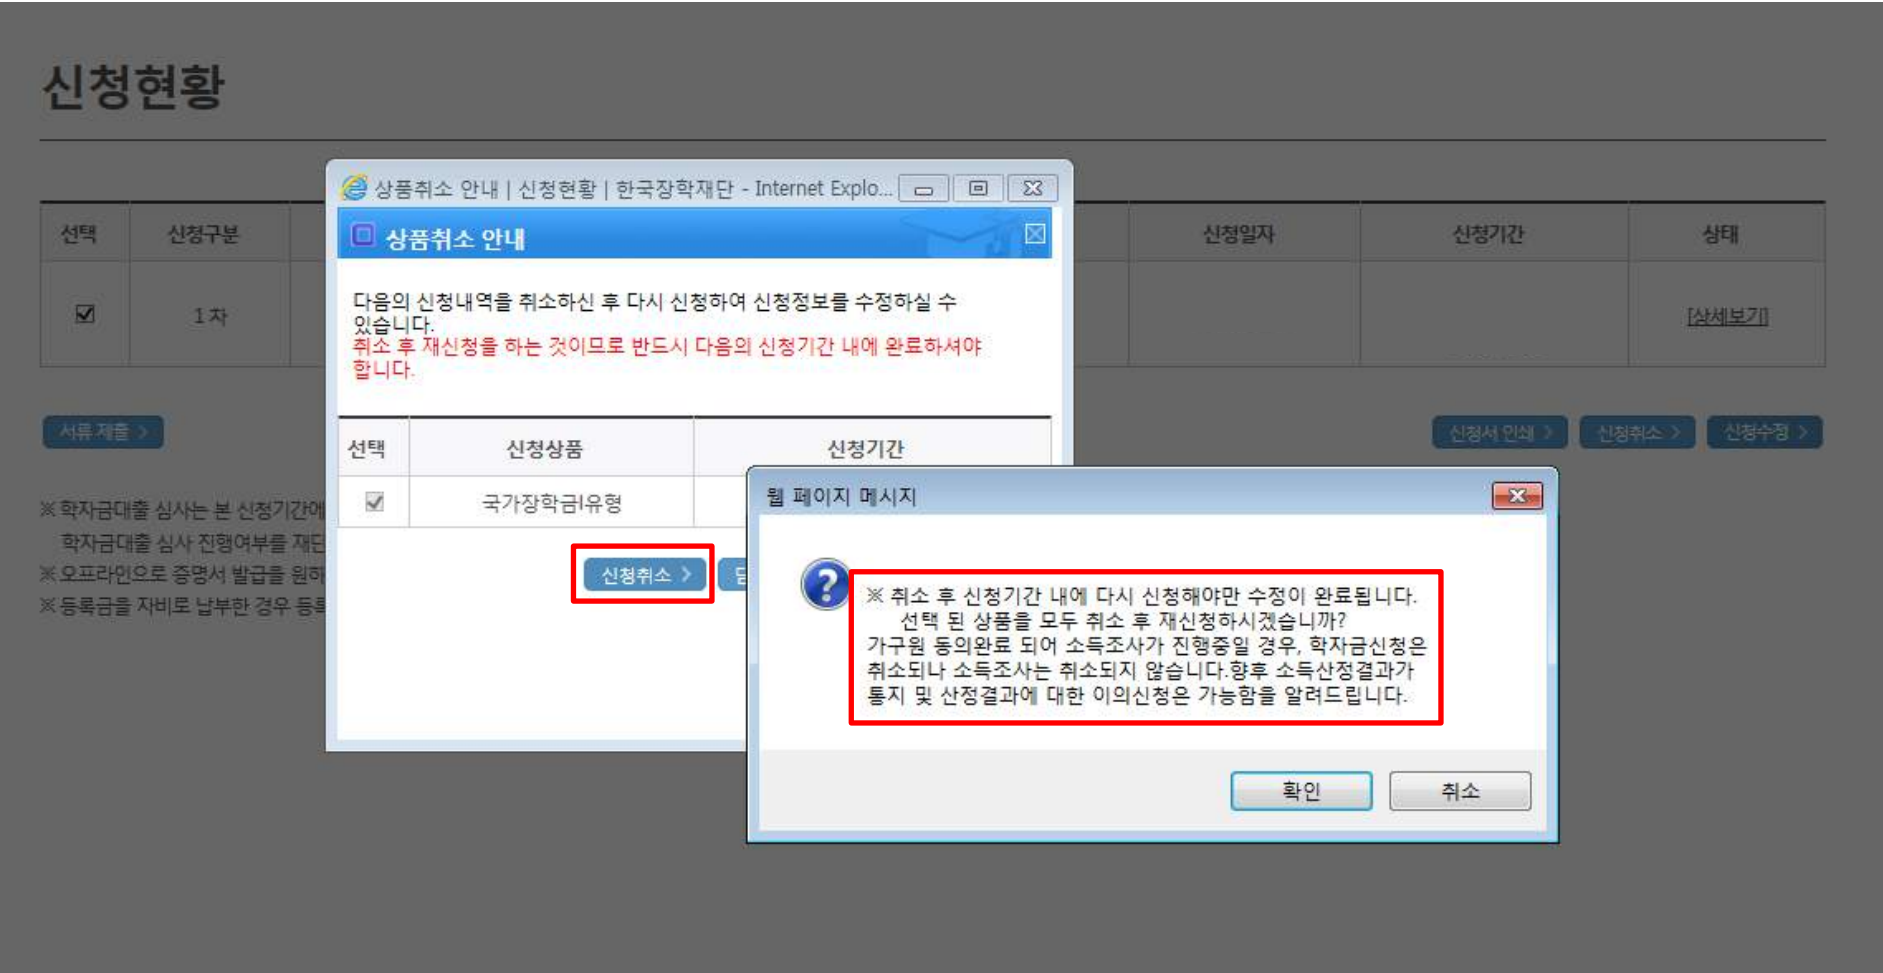 신청현황
상품취소 안내 | 신청현황 | 한국장학재단 - Internet Explo...
상품취소 안내
다음의 신청내역을 취소하신 후 다시 신청하여 신청정보를 수정하실 수
있습니다.
취소 후 재신청을 하는 것이므로 반드시 다음의 신청기간 내에 완료하셔야
합니다.
선택 신청상품 신청기간
국가장학금I유형
신청취소 >
선택 신청구분 신청일자 신청기간 상태
1차 [상세보기]
서류 제출 > 신청서 인쇄 > 신청취소 > 신청수정 >
※ 학자금대출 심사는 본 신청기간에
학자금대출 심사 진행여부를 재단
※ 오프라인으로 증명서 발급을 원하
※ 등록금을 자비로 납부한 경우 등록
웹 페이지 메시지
※ 취소 후 신청기간 내에 다시 신청해야만 수정이 완료됩니다.
선택 된 상품을 모두 취소 후 재신청하시겠습니까?
가구원 동의완료 되어 소득조사가 진행중일 경우, 학자금신청은
취소되나 소득조사는 취소되지 않습니다.향후 소득산정결과가
통지 및 산정결과에 대한 이의신청은 가능함을 알려드립니다.
확인 취소